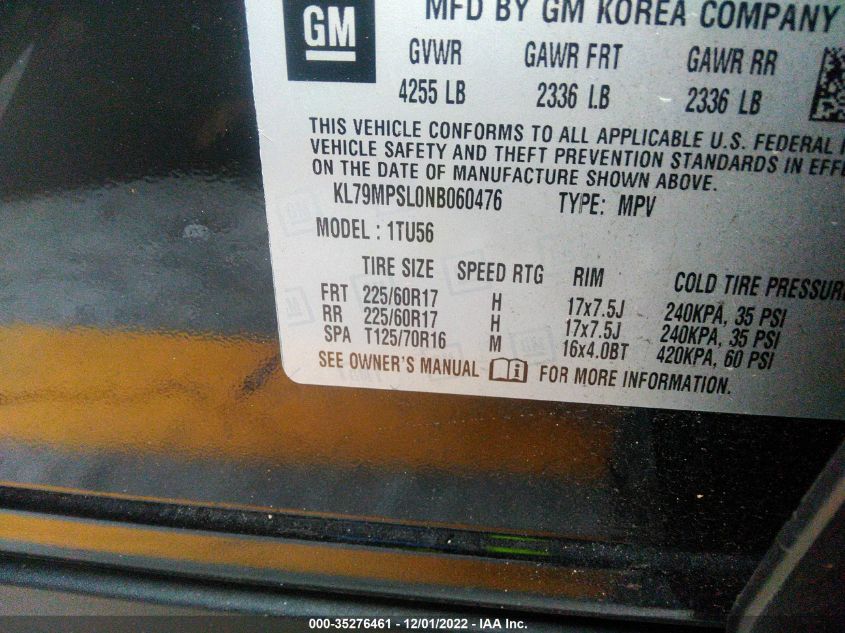 GM
MFD BY GM KOREA COMPANY
GVWR GAWR FRT GAWR RR
4255 LB 2336 LB 2336 LB
THIS VEHICLE CONFORMS TO ALL APPLICABLE U.S. FEDERAL
VEHICLE SAFETY AND THEFT PREVENTION STANDARDS IN EFFE
ON THE DATE OF MANUFACTURE SHOWN ABOVE.
KL79MPSL0NB060476 TYPE: MPV
MODEL: 1TU56
TIRE SIZE SPEED RTG RIM COLD TIRE PRESSURE
FRT 225/60R17 H 17x7.5J 240KPA, 35 PSI
RR 225/60R17 H 17x7.5J 240KPA, 35 PSI
SPA T125/70R16 M 16x4.0BT 420KPA, 60 PSI
SEE OWNER'S MANUAL FOR MORE INFORMATION.
000-35276461 - 12/01/2022 - IAA Inc.